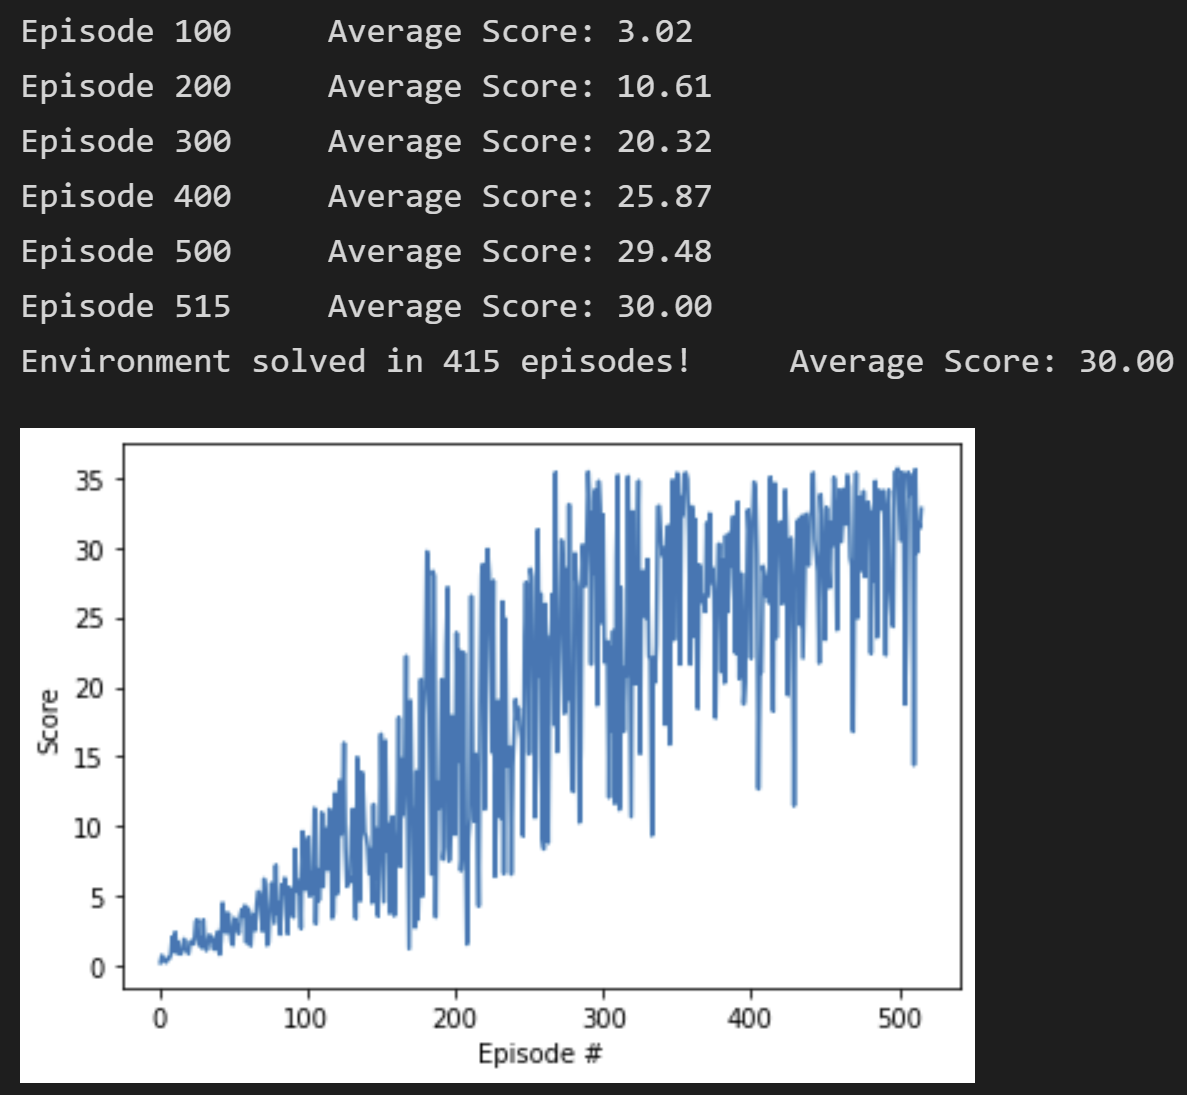 Episode 100	Average Score: 3.02
Episode 200	Average Score: 10.61
Episode 300	Average Score: 20.32
Episode 400	Average Score: 25.87
Episode 500	Average Score: 29.48
Episode 515	Average Score: 30.00
Environment solved in 415 episodes!	Average Score: 30.00
35
30
25
20
15
10
5
0
Score
0 100 200 300 400 500
Episode #